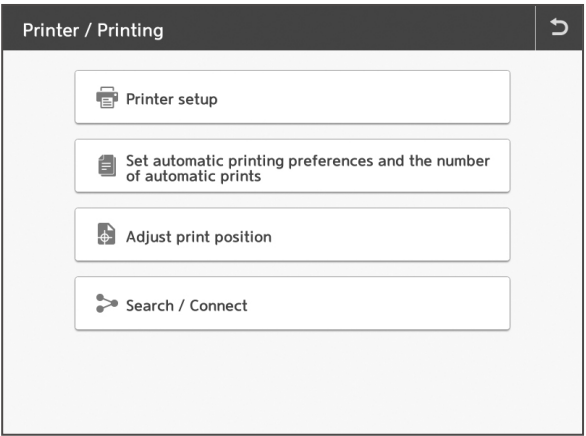 Printer / Printing
Printer setup
Set automatic printing preferences and the number
of automatic prints
Adjust print position
Search / Connect